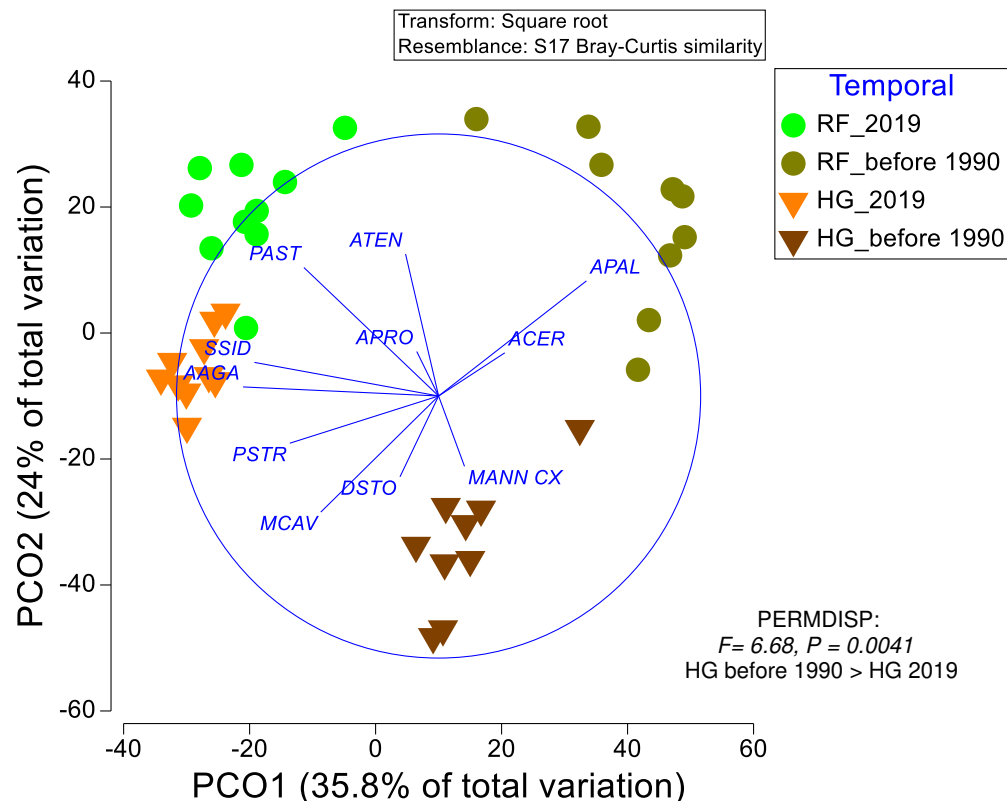 Transform: Square root
Resemblance: S17 Bray-Curtis similarity
Temporal
RF_2019
RF_before 1990
HG_2019
HG_before 1990
PCO2 (24% of total variation)
40
20
0
-20
-40
-60
ATEN
PAST
APAL
APRO
ACER
SSID
AAGA
PSTR
DSTO
MANN CX
MCAV
PERMDISP:
F= 6.68, P = 0.0041
HG before 1990 > HG 2019
-40
-20
0
20
40
60
PCO1 (35.8% of total variation)